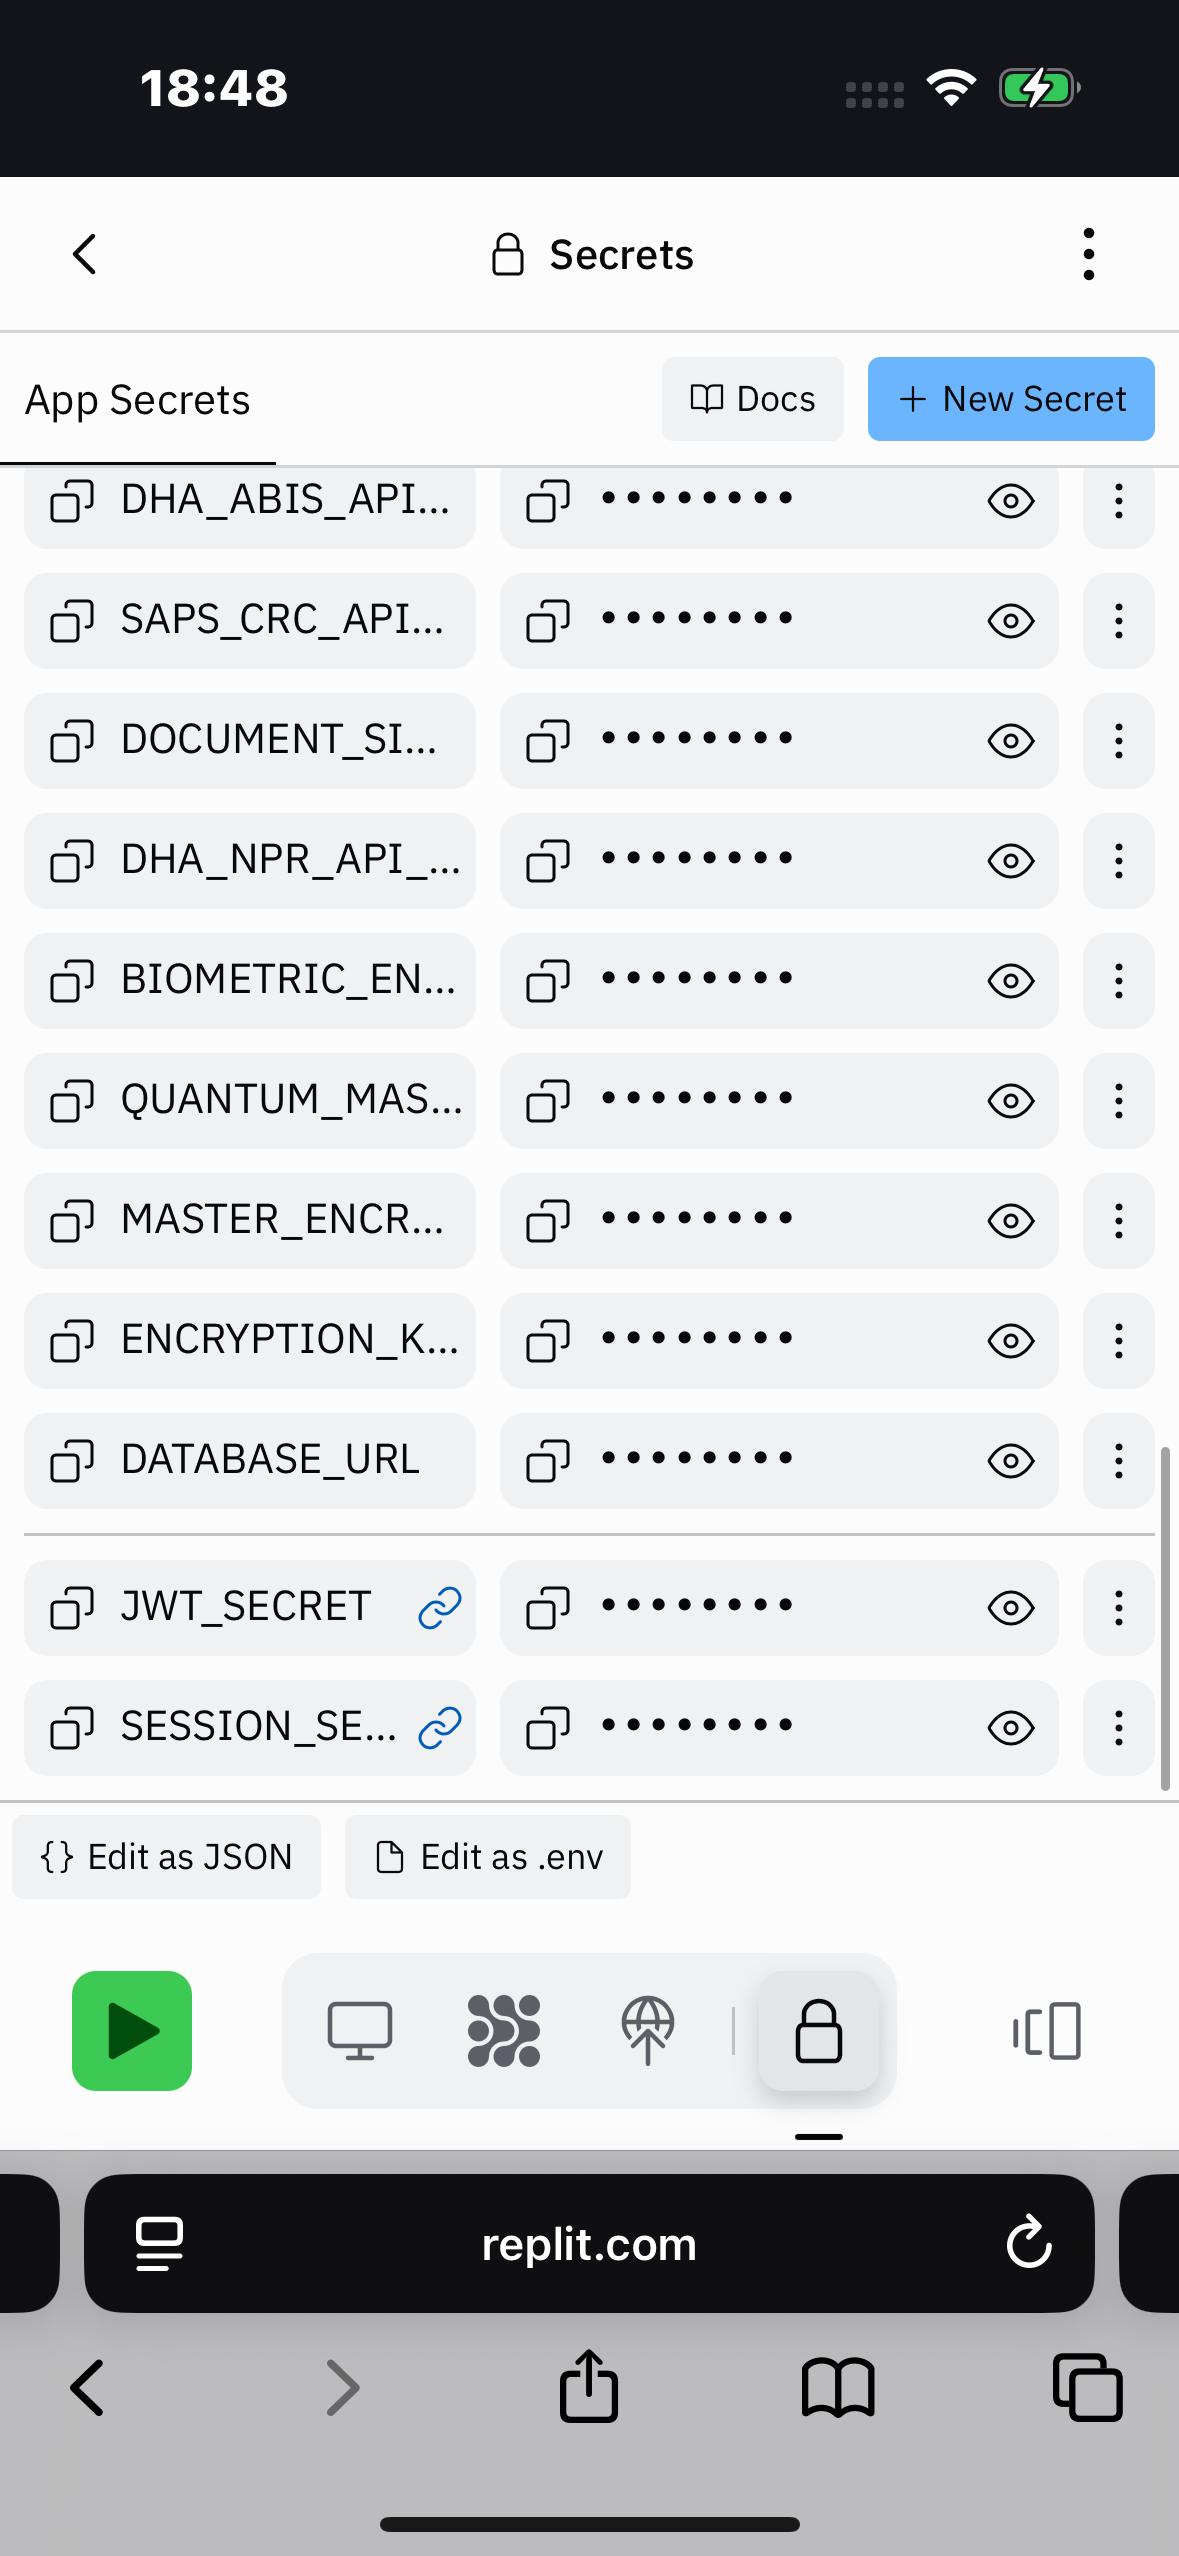 18:48
Secrets
App Secrets
Docs
+ New Secret
DHA_ABIS_API... ••••••••
SAPS_CRC_API... ••••••••
DOCUMENT_SI... ••••••••
DHA_NPR_API_... ••••••••
BIOMETRIC_EN... ••••••••
QUANTUM_MAS... ••••••••
MASTER_ENCR... ••••••••
ENCRYPTION_K... ••••••••
DATABASE_URL ••••••••
JWT_SECRET ••••••••
SESSION_SE... ••••••••
{} Edit as JSON
Edit as .env
replit.com